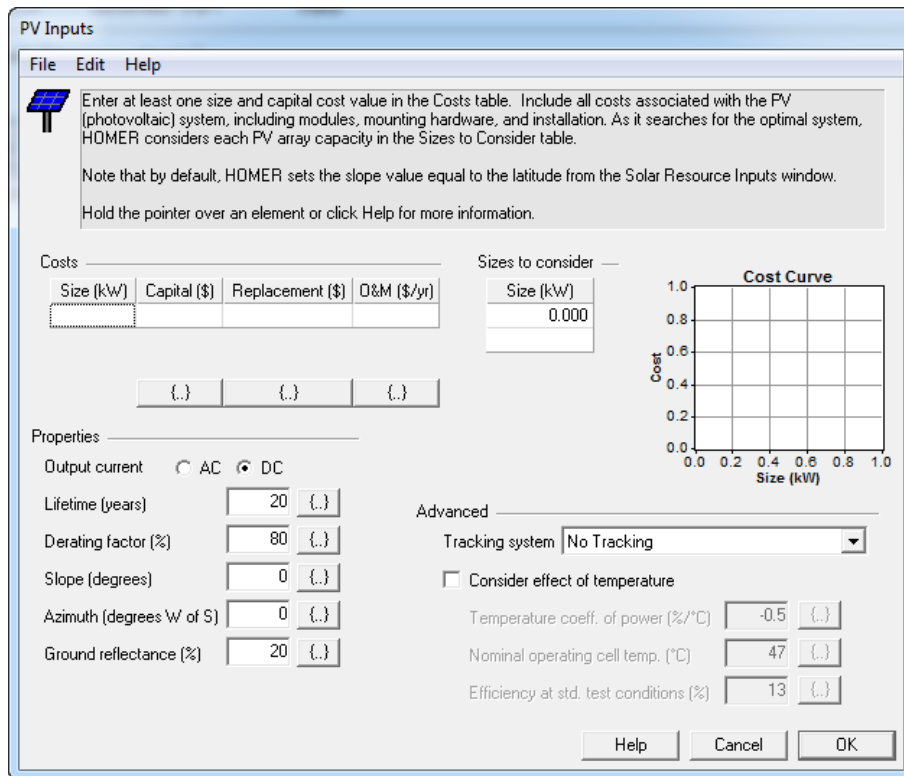 PV Inputs
File Edit Help
Enter at least one size and capital cost value in the Costs table. Include all costs associated with the PV
(photovoltaic) system, including modules, mounting hardware, and installation. As it searches for the optimal system,
HOMER considers each PV array capacity in the Sizes to Consider table.
Note that by default, HOMER sets the slope value equal to the latitude from the Solar Resource Inputs window.
Hold the pointer over an element or click Help for more information.
Costs
Size (kW) Capital ($) Replacement ($) O&M ($/yr)
{..} {..} {..}
Sizes to consider
Size (kW)
0.000
Cost Curve
1.0
0.8
0.6
0.4
0.2
0.0
Cost
0.0 0.2 0.4 0.6 0.8 1.0
Size (kW)
Properties
Output current AC DC
Lifetime (years) 20 {..}
Derating factor (%) 80 {..}
Slope (degrees) 0 {..}
Azimuth (degrees W of S) 0 {..}
Ground reflectance (%) 20 {..}
Advanced
Tracking system No Tracking
Consider effect of temperature
Temperature coeff. of power (%/°C) -0.5 {..}
Nominal operating cell temp. (°C) 47 {..}
Efficiency at std. test conditions (%) 13 {..}
Help Cancel OK